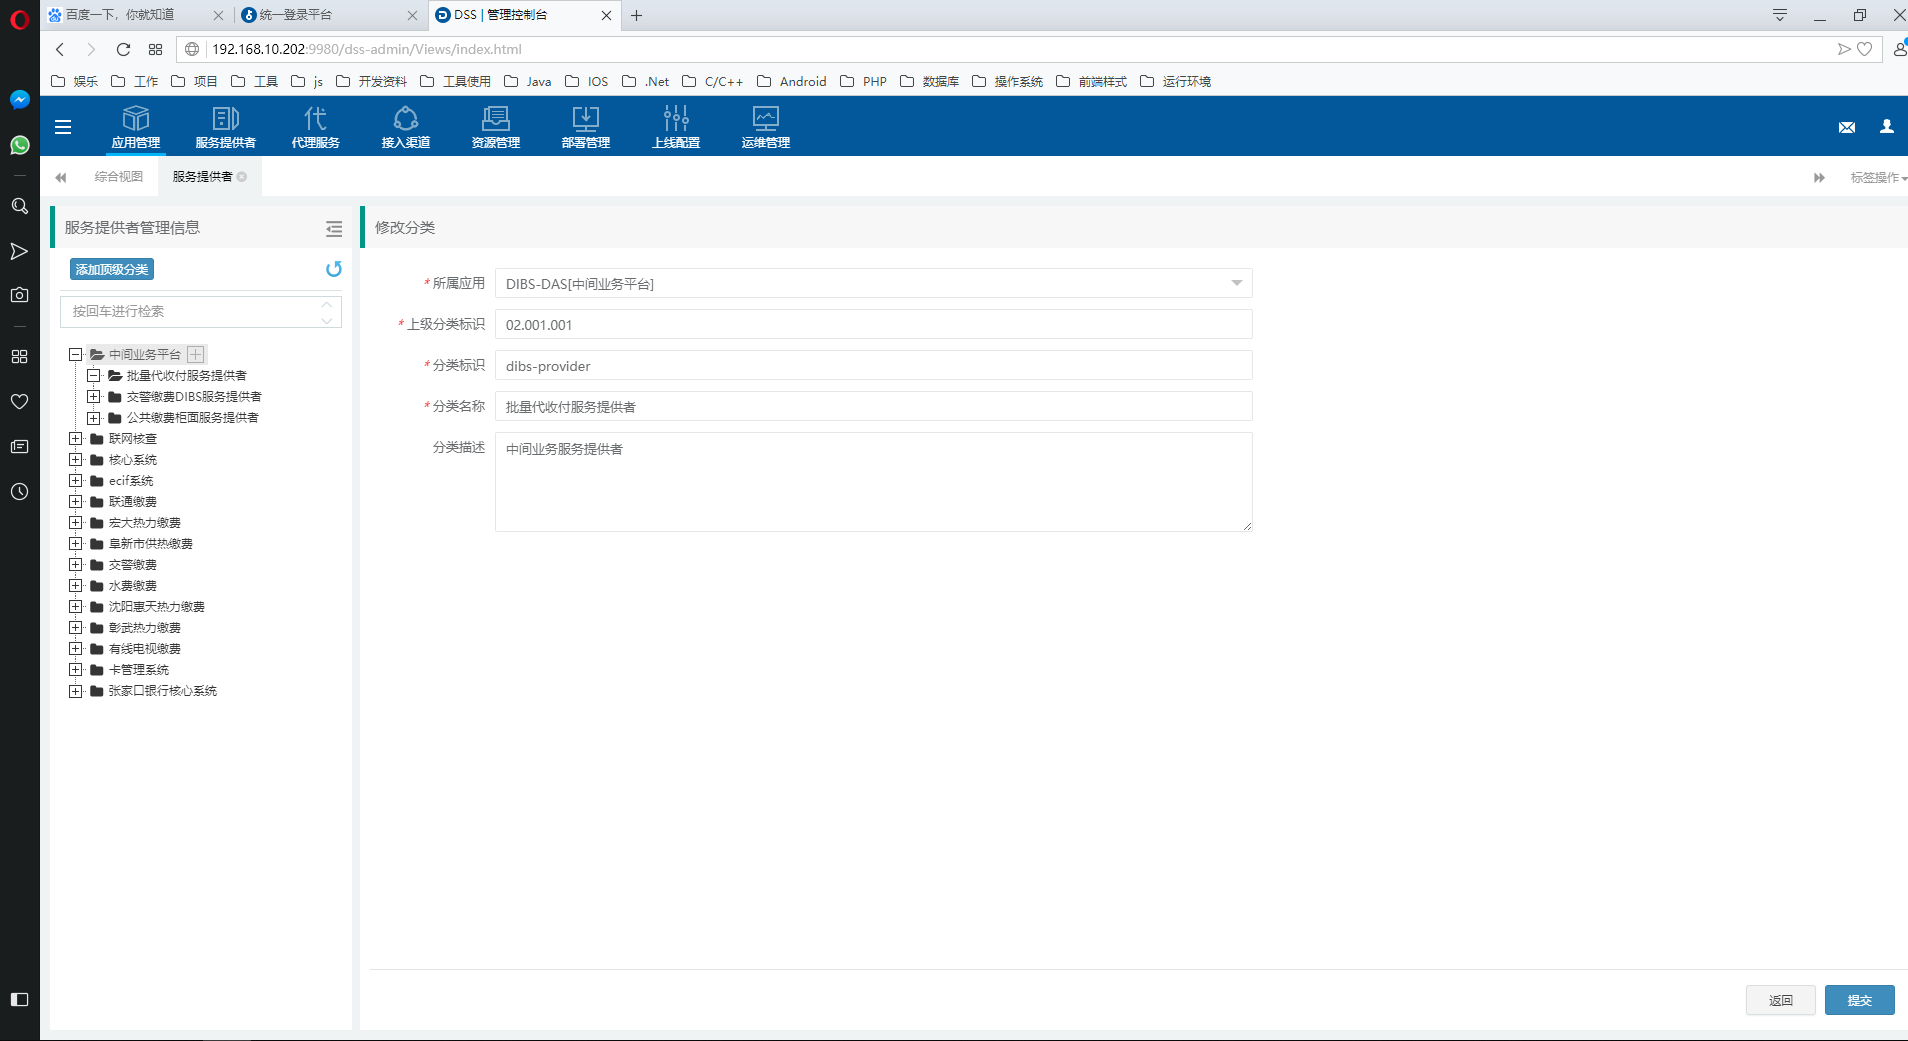 百度一下，你就知道
统一登录平台
DSS | 管理控制台
192.168.10.202:9980/dss-admin/Views/index.html
娱乐 工作 项目 工具 js 开发资料 工具使用 Java IOS .Net C/C++ Android PHP 数据库 操作系统 前端样式 运行环境
应用管理 服务提供者 代理服务 接入渠道 资源管理 部署管理 上线配置 运维管理
综合视图 服务提供者 标签操作
服务提供者管理信息
添加顶级分类
按回车进行检索
中间业务平台
批量代收付服务提供者
交警缴费DIBS服务提供者
公共缴费柜面服务提供者
联网核查
核心系统
ecif系统
联通缴费
宏大热力缴费
阜新市供热缴费
交警缴费
水费缴费
沈阳惠天热力缴费
彰武热力缴费
有线电视缴费
卡管理系统
张家口银行核心系统
修改分类
*所属应用 DIBS-DAS[中间业务平台]
*上级分类标识 02.001.001
*分类标识 dibs-provider
*分类名称 批量代收付服务提供者
分类描述 中间业务服务提供者
返回 提交